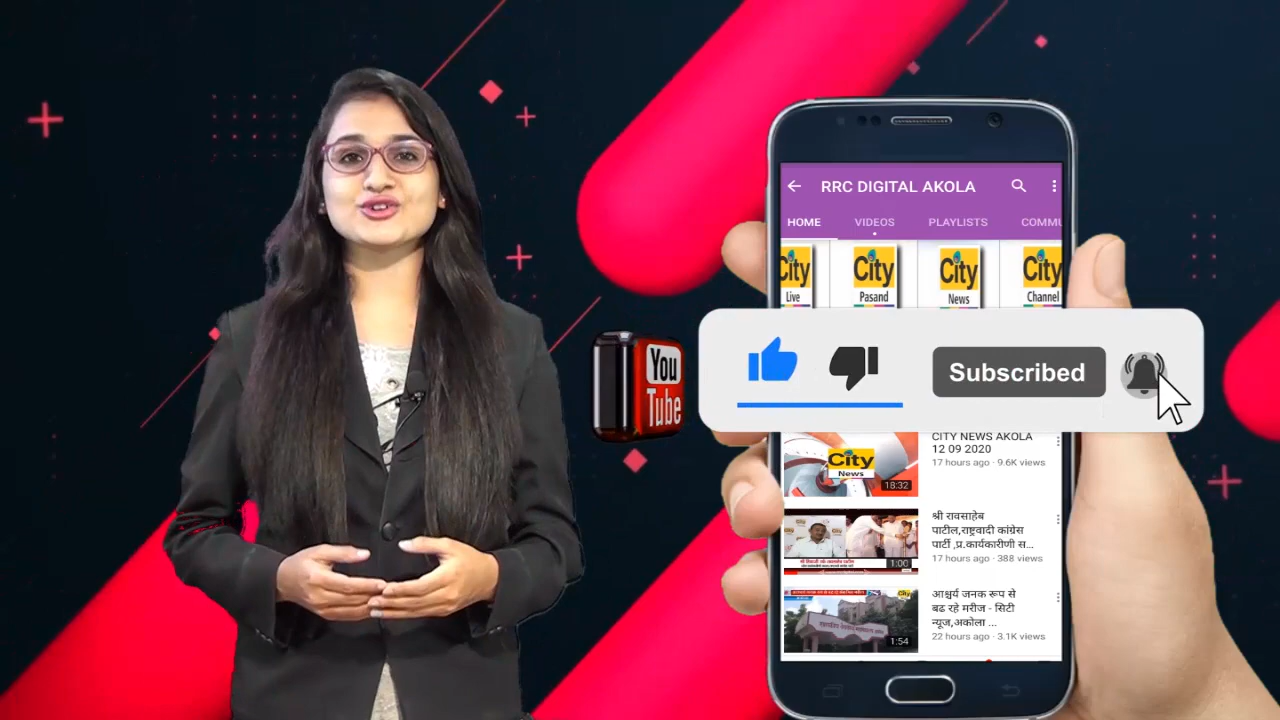 RRC DIGITAL AKOLA
HOME VIDEOS PLAYLISTS COMMU
City Live
City Pasand
City News
City Channel
You
Tube
Subscribed
CITY NEWS AKOLA
12 09 2020
17 hours ago · 9.6K views
City
News
18:32
श्री रावसाहेब
पाटील,राष्ट्रवादी कांग्रेस
पार्टी ,प्र.कार्यकारीणी स...
17 hours ago · 388 views
1:00
आश्चर्य जनक रूप से
बढ रहे मरीज - सिटी
न्यूज,अकोला ...
22 hours ago · 3.1K views
City
1:54